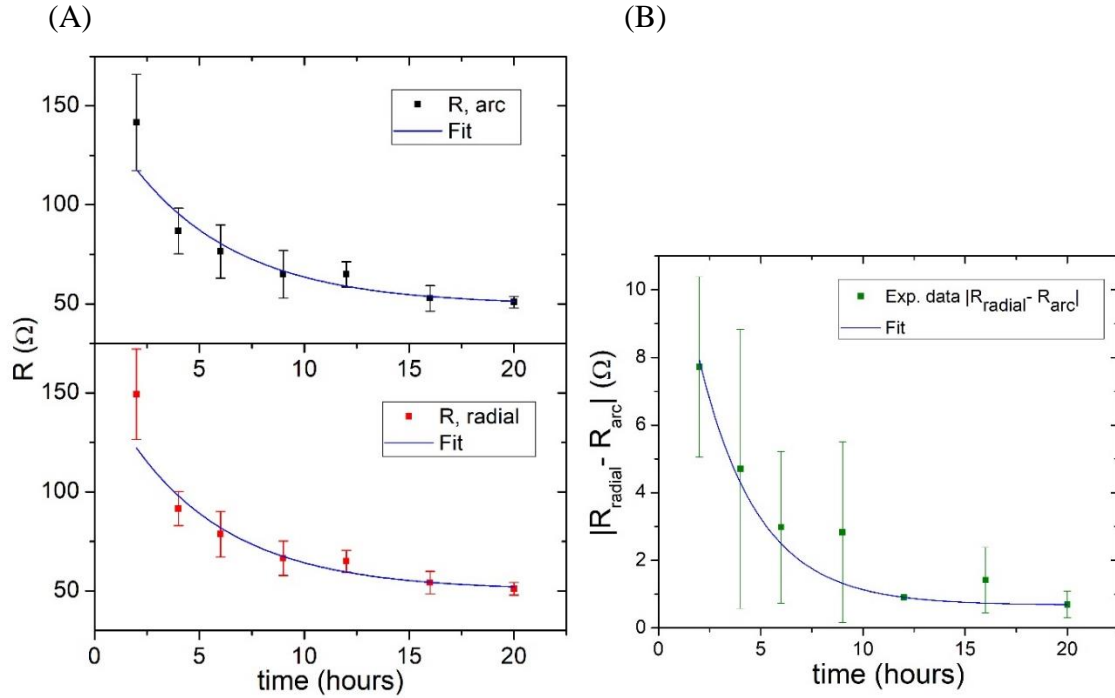 (A)
150
100
50
R, arc
Fit
0 5 10 15 20
R (Ω)
150
100
50
R, radial
Fit
0 5 10 15 20
time (hours)
(B)
10
8
6
4
2
0
Exp. data |Rradial- Rarc|
Fit
|Rradial- Rarc| (Ω)
0 5 10 15 20
time (hours)